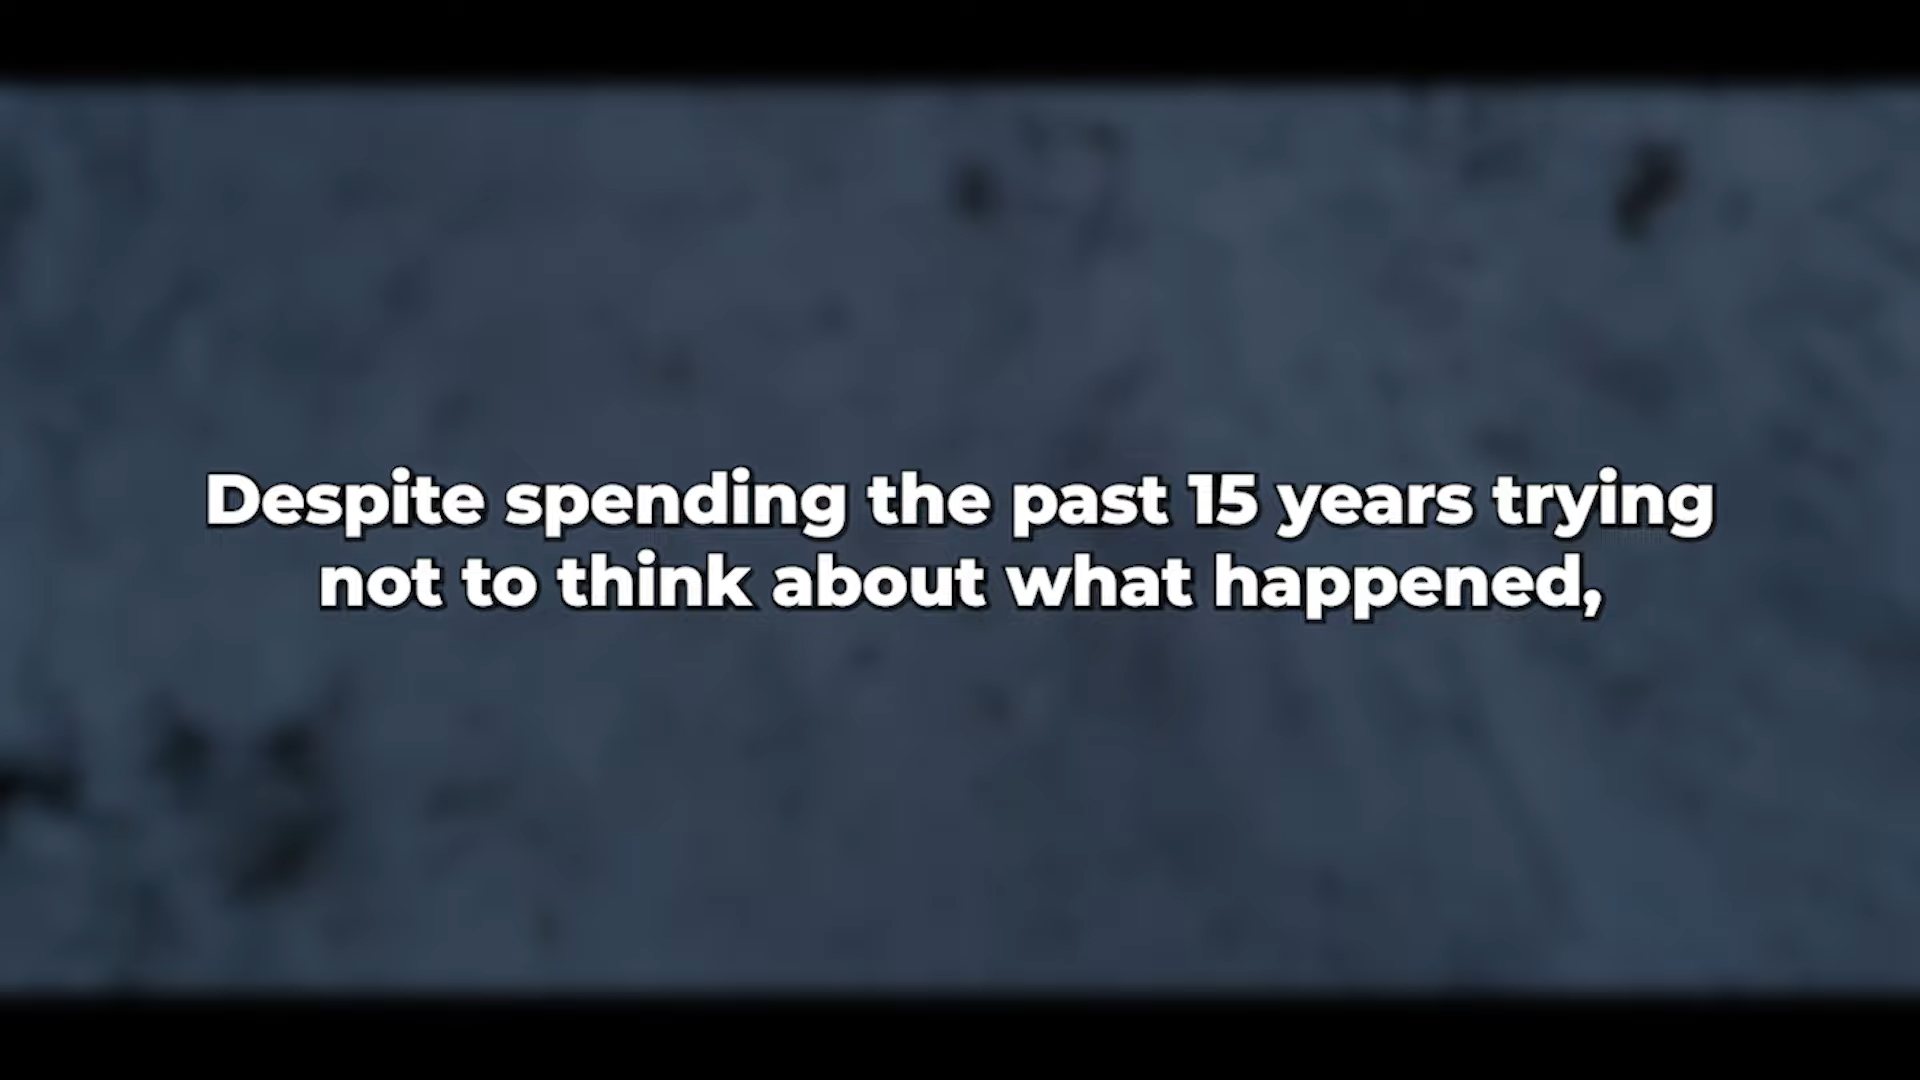 Despite spending the past 15 years trying
not to think about what happened,